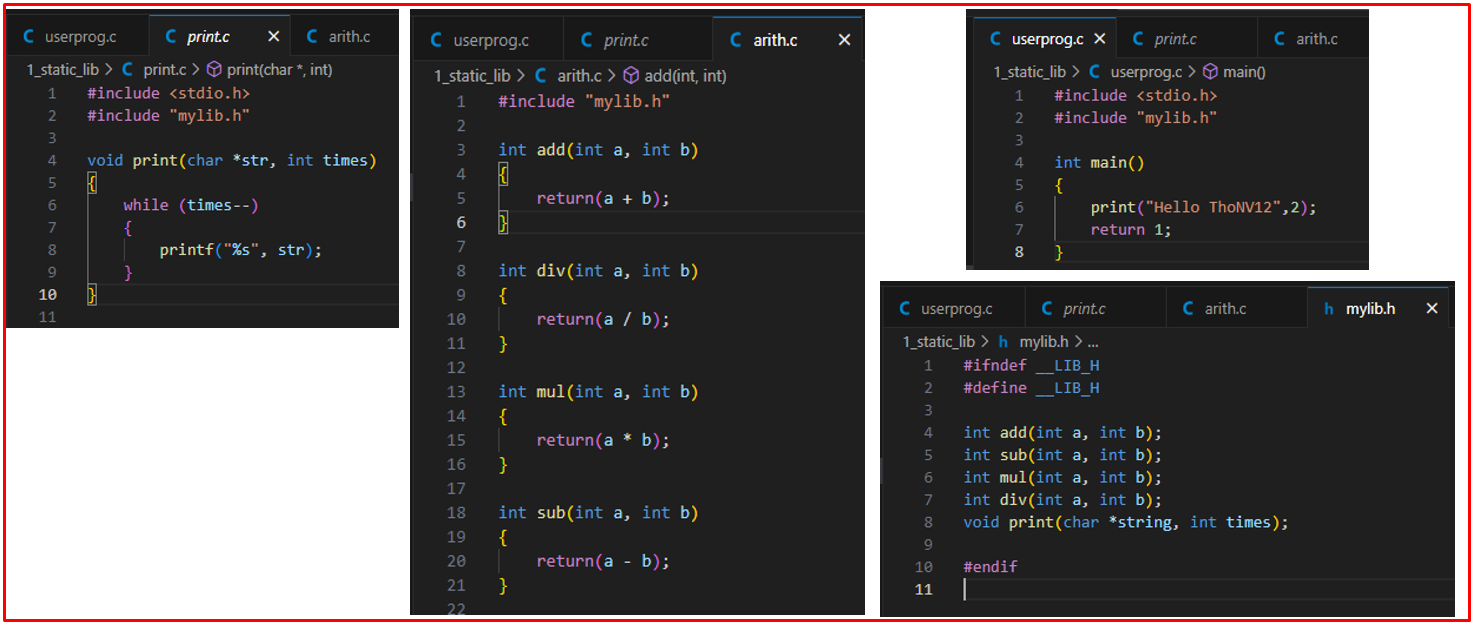 userprog.c print.c × arith.c
1_static_lib > C print.c > print(char *, int)
1 #include <stdio.h>
2 #include "mylib.h"
3
4 void print(char *str, int times)
5 {
6 while (times--)
7 {
8 printf("%s", str);
9 }
10 }
11
userprog.c print.c arith.c ×
1_static_lib > C arith.c > add(int, int)
1 #include "mylib.h"
2
3 int add(int a, int b)
4 {
5 return(a + b);
6 }
7
8 int div(int a, int b)
9 {
10 return(a / b);
11 }
12
13 int mul(int a, int b)
14 {
15 return(a * b);
16 }
17
18 int sub(int a, int b)
19 {
20 return(a - b);
21 }
22
userprog.c × print.c arith.c
1_static_lib > C userprog.c > main()
1 #include <stdio.h>
2 #include "mylib.h"
3
4 int main()
5 {
6 print("Hello ThoNV12",2);
7 return 1;
8 }
userprog.c print.c arith.c h mylib.h ×
1_static_lib > h mylib.h > ...
1 #ifndef __LIB_H
2 #define __LIB_H
3
4 int add(int a, int b);
5 int sub(int a, int b);
6 int mul(int a, int b);
7 int div(int a, int b);
8 void print(char *string, int times);
9
10 #endif
11